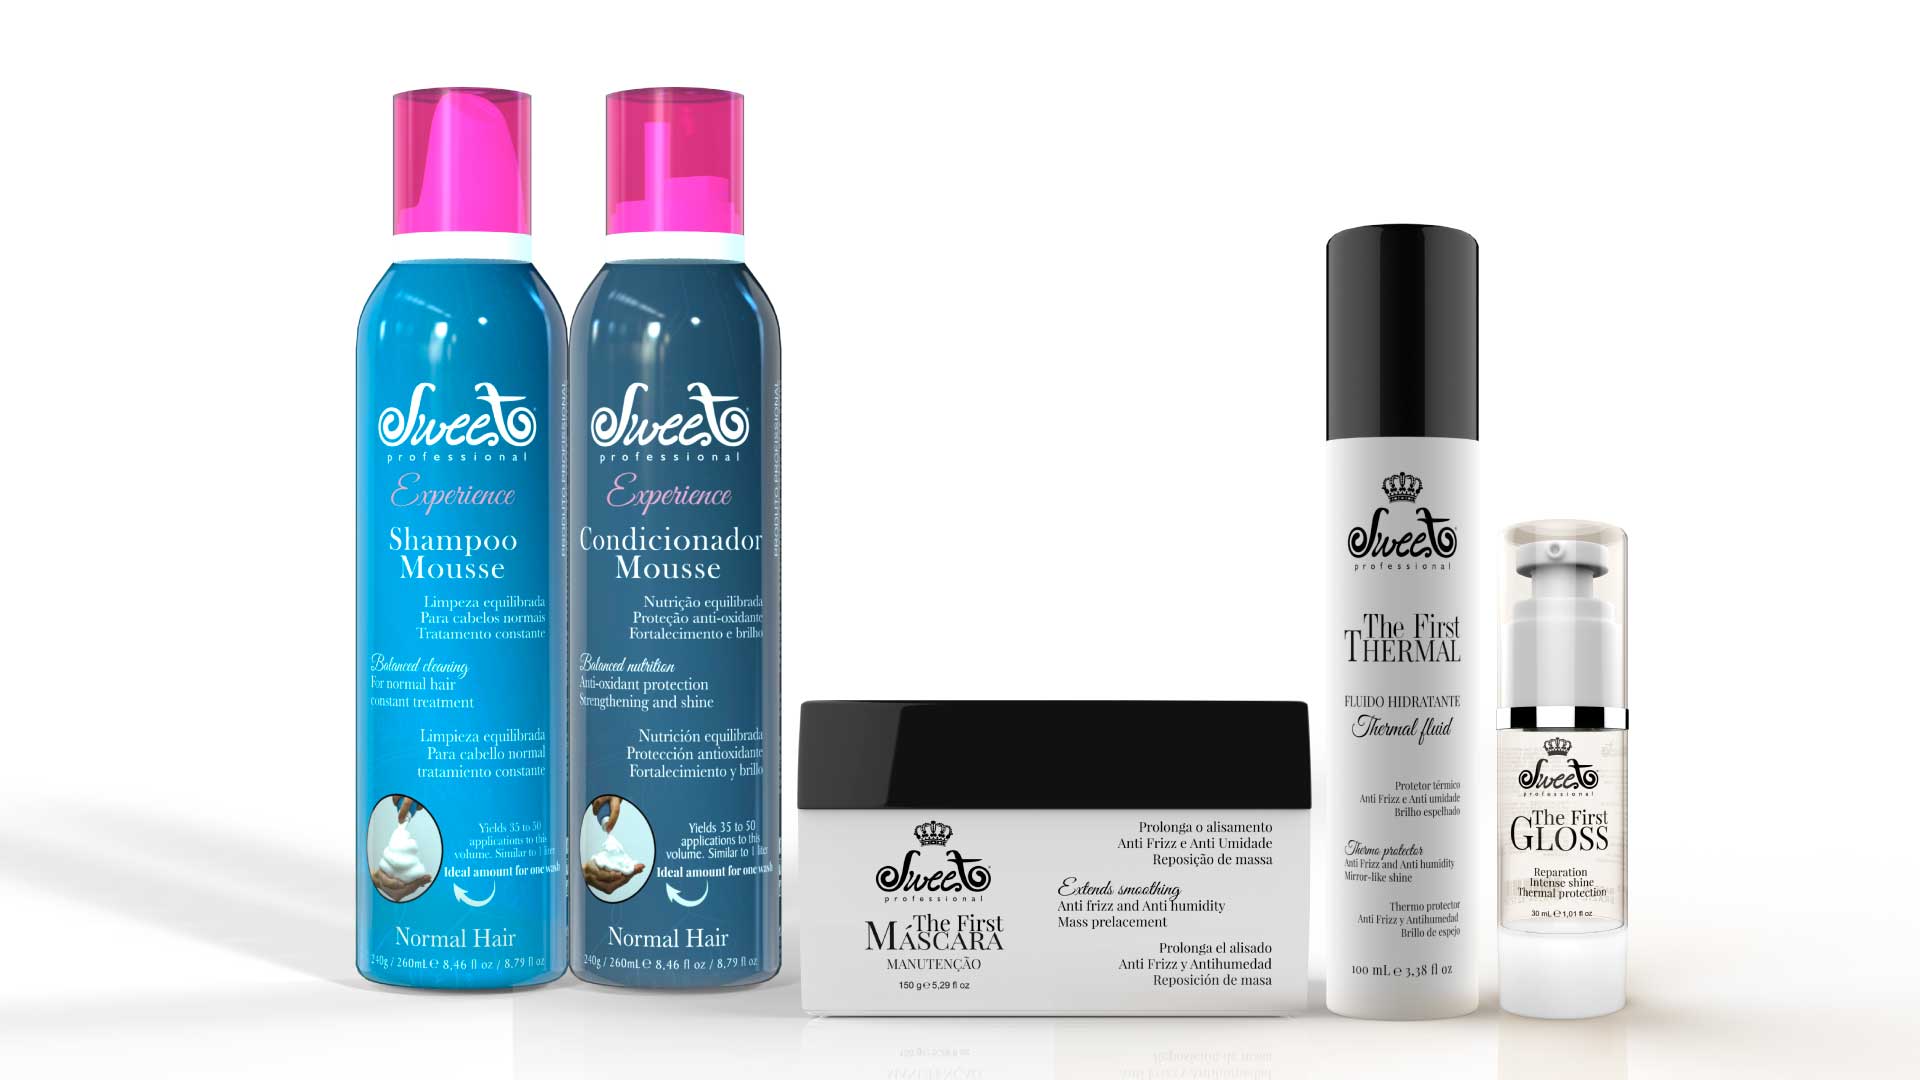 Sweet
professional
Experience
Shampoo
Mousse
Limpeza equilibrada
Para cabelos normais
Tratamento constante
Balanced cleaning
For normal hair
constant treatment
Limpieza equilibrada
Para cabello normal
tratamiento constante
Yields 35 to 50
applications to this
volume. Similar to 1 liter
Ideal amount for one wash
Normal Hair
240g / 260mL e 8,46 fl oz / 8.79 fl oz
PRODUTO PROFISSIONAL
Sweet
professional
Experience
Condicionador
Mousse
Nutrição equilibrada
Proteção anti-oxidante
Fortalecimento e brilho
Balanced nutrition
Anti-oxidant protection
Strengthening and shine
Nutrición equilibrada
Protección antioxidante
Fortalecimiento y brillo
Yields 35 to 50
applications to this
volume. Similar to 1 liter
Ideal amount for one wash
Normal Hair
240g / 260mL e 8,46 fl oz / 8.79 fl oz
PRODUTO PROFISSIONAL
Sweet
professional
The First
MÁSCARA
MANUTENÇÃO
150 g e 5,29 fl oz
Prolonga o alisamento
Anti Frizz e Anti Umidade
Reposição de massa
Extends smoothing
Anti frizz and Anti humidity
Mass prelacement
Prolonga el alisado
Anti Frizz y Antihumedad
Reposición de masa
Sweet
professional
The First
THERMAL
FLUIDO HIDRATANTE
Thermal fluid
Protetor térmico
Anti Frizz e Anti umidade
Brilho espelhado
Thermo protector
Anti Frizz and Anti humidity
Mirror-like shine
Thermo protector
Anti Frizz y Antihumedad
Brillo de espejo
100 mL e 3,38 fl oz
Sweet
professional
The First
GLOSS
Reparation
Intense shine
Thermal protection
30 mL e 1,01 fl oz